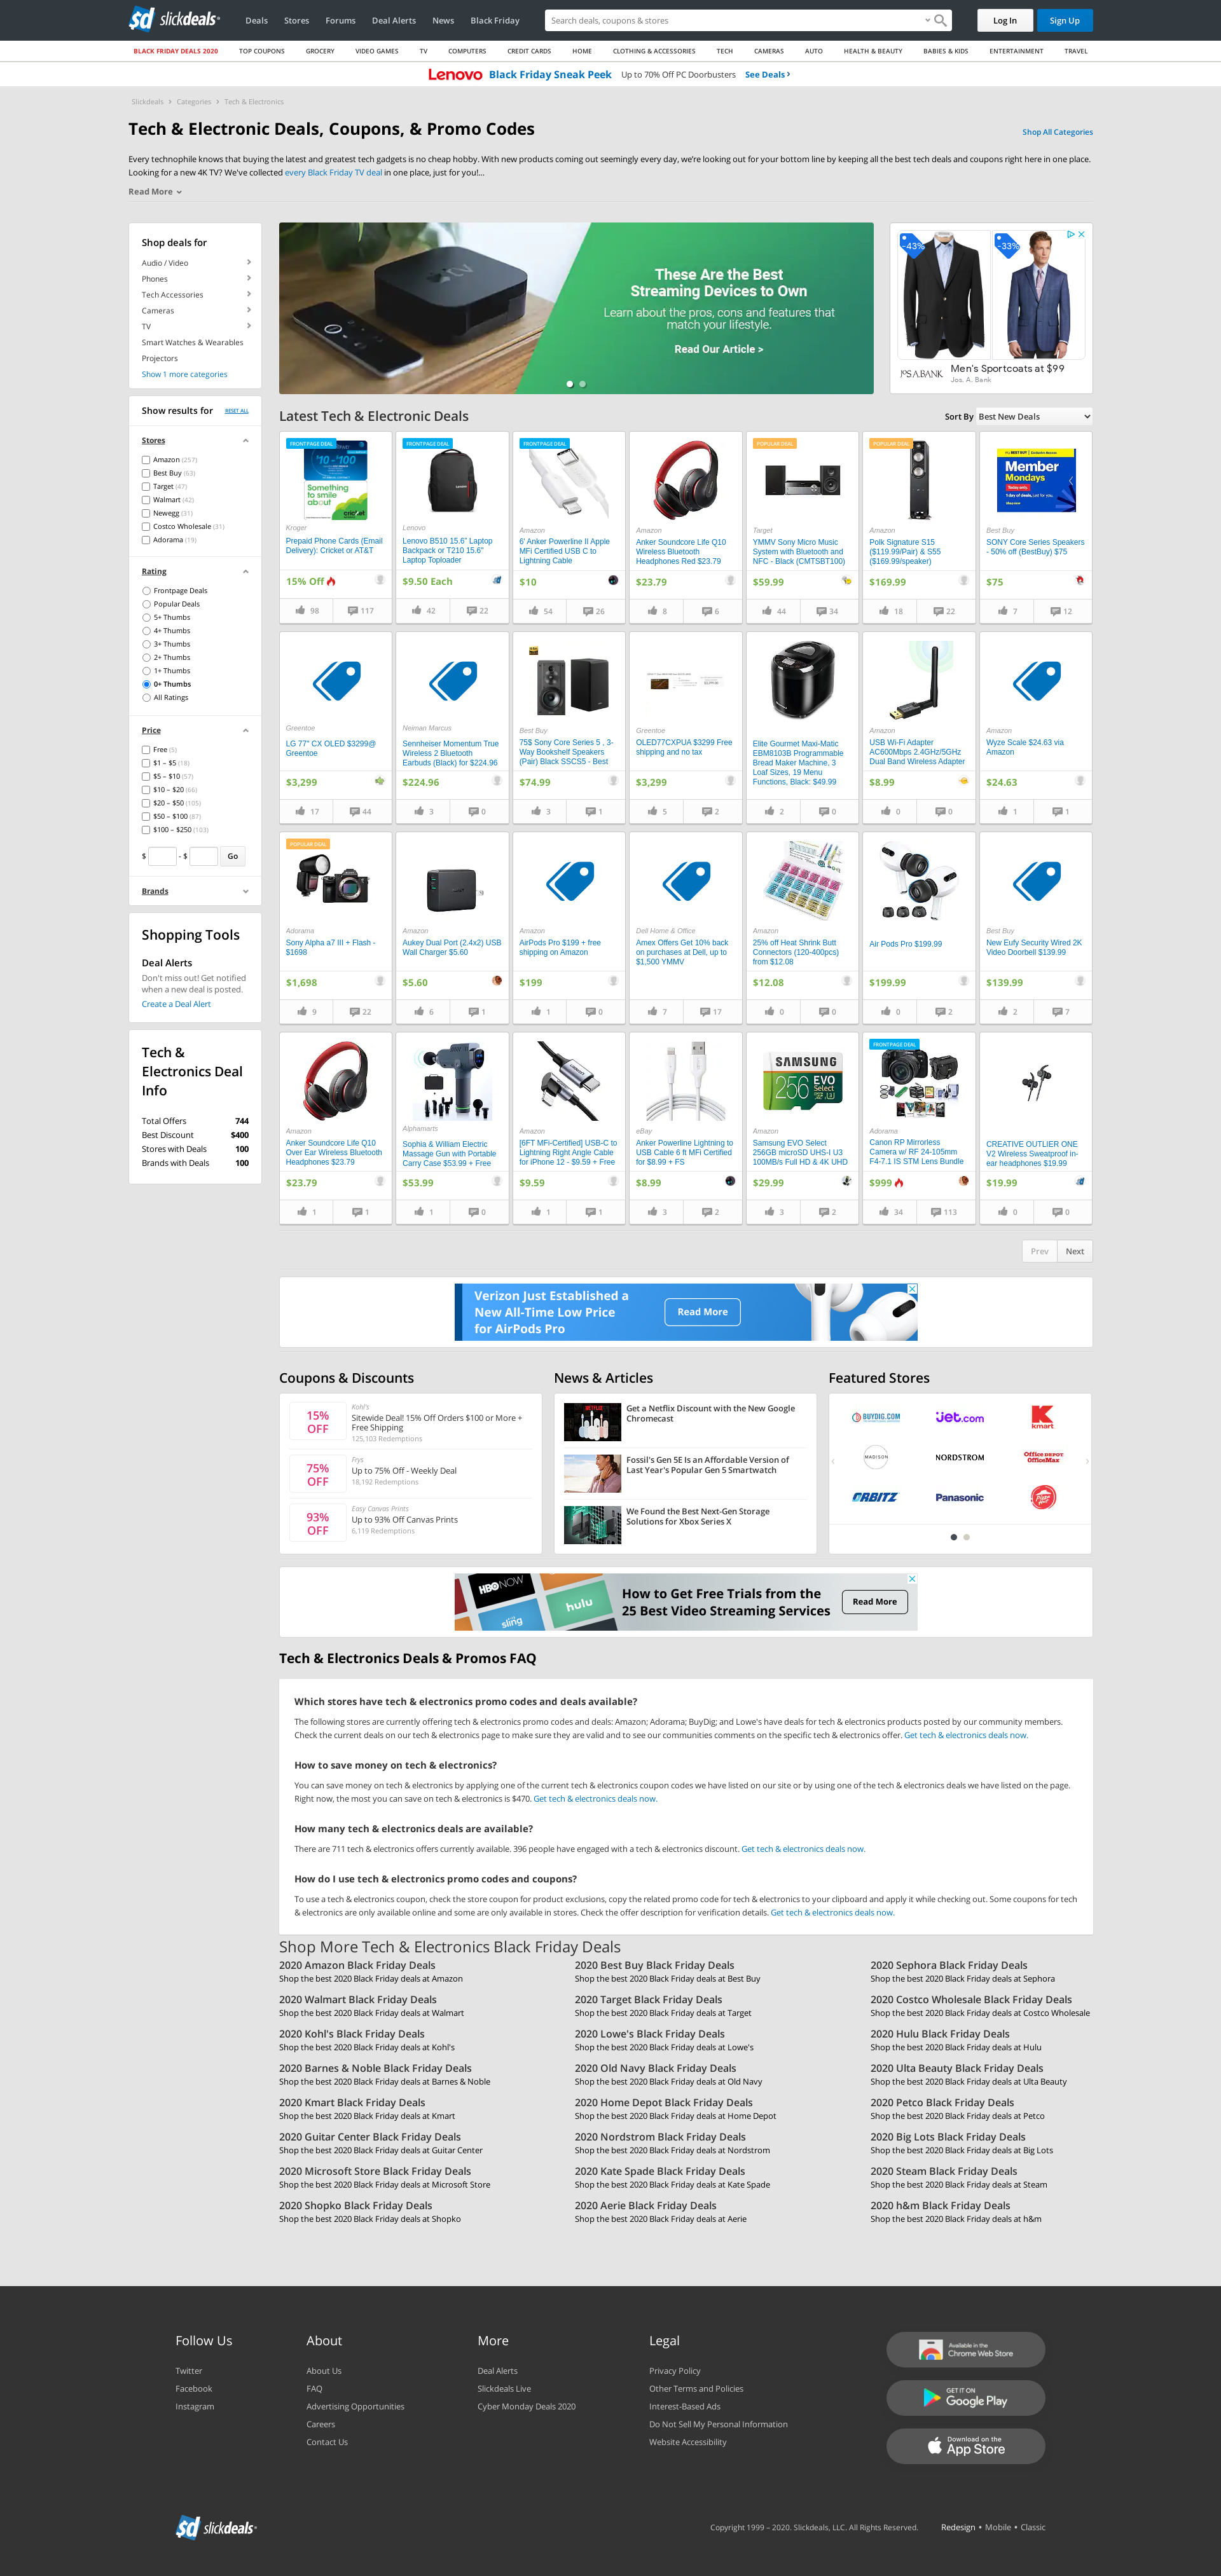 slickdeals
Deals
Stores
Forums
Deal Alerts
News
Black Friday
Search deals, coupons & stores
Log In
Sign Up
BLACK FRIDAY DEALS 2020
TOP COUPONS
GROCERY
VIDEO GAMES
TV
COMPUTERS
CREDIT CARDS
HOME
CLOTHING & ACCESSORIES
TECH
CAMERAS
AUTO
HEALTH & BEAUTY
BABIES & KIDS
ENTERTAINMENT
TRAVEL
Lenovo Black Friday Sneak Peek Up to 70% Off PC Doorbusters See Deals
Slickdeals > Categories > Tech & Electronics
Tech & Electronic Deals, Coupons, & Promo Codes
Shop All Categories
Every technophile knows that buying the latest and greatest tech gadgets is no cheap hobby. With new products coming out seemingly every day, we're looking out for your bottom line by keeping all the best tech deals and coupons right here in one place.
Looking for a new 4K TV? We've collected every Black Friday TV deal in one place, just for you!...
Read More
Shop deals for
Audio / Video
Phones
Tech Accessories
Cameras
TV
Smart Watches & Wearables
Projectors
Show 1 more categories
Show results for
RESET ALL
Stores
Amazon (257)
Best Buy (63)
Target (47)
Walmart (42)
Newegg (31)
Costco Wholesale (31)
Adorama (19)
Rating
Frontpage Deals
Popular Deals
5+ Thumbs
4+ Thumbs
3+ Thumbs
2+ Thumbs
1+ Thumbs
0+ Thumbs
All Ratings
Price
Free (5)
$1 – $5 (18)
$5 – $10 (57)
$10 – $20 (66)
$20 – $50 (105)
$50 – $100 (87)
$100 – $250 (103)
$ - $ Go
Brands
Shopping Tools
Deal Alerts
Don't miss out! Get notified
when a new deal is posted.
Create a Deal Alert
Tech &
Electronics Deal
Info
Total Offers 744
Best Discount $400
Stores with Deals 100
Brands with Deals 100
These Are the Best
Streaming Devices to Own
Learn about the pros, cons and features that
match your lifestyle.
Read Our Article >
-43%
-33%
JOS. A. BANK
Men's Sportcoats at $99
Jos. A. Bank
Latest Tech & Electronic Deals
Sort By Best New Deals
FRONTPAGE DEAL
$10-$100
Something
to smile
about
cricket
Kroger
Prepaid Phone Cards (Email
Delivery): Cricket or AT&T
15% Off
98
117
FRONTPAGE DEAL
Lenovo
Lenovo B510 15.6" Laptop
Backpack or T210 15.6"
Laptop Toploader
$9.50 Each
42
22
FRONTPAGE DEAL
Amazon
6' Anker Powerline II Apple
MFi Certified USB C to
Lightning Cable
$10
54
26
Amazon
Anker Soundcore Life Q10
Wireless Bluetooth
Headphones Red $23.79
$23.79
8
6
POPULAR DEAL
Target
YMMV Sony Micro Music
System with Bluetooth and
NFC - Black (CMTSBT100)
$59.99
44
34
POPULAR DEAL
Amazon
Polk Signature S15
($119.99/Pair) & S55
($169.99/speaker)
$169.99
18
22
Member
Mondays
Best Buy
SONY Core Series Speakers
- 50% off (BestBuy) $75
$75
7
12
Greentoe
LG 77" CX OLED $3299@
Greentoe
$3,299
17
44
Neiman Marcus
Sennheiser Momentum True
Wireless 2 Bluetooth
Earbuds (Black) for $224.96
$224.96
3
0
Best Buy
75$ Sony Core Series 5 , 3-
Way Bookshelf Speakers
(Pair) Black SSCS5 - Best
$74.99
3
1
Greentoe
OLED77CXPUA $3299 Free
shipping and no tax
$3,299
5
2
Elite Gourmet Maxi-Matic
EBM8103B Programmable
Bread Maker Machine, 3
Loaf Sizes, 19 Menu
Functions, Black: $49.99
2
0
Amazon
USB Wi-Fi Adapter
AC600Mbps 2.4GHz/5GHz
Dual Band Wireless Adapter
$8.99
0
0
Amazon
Wyze Scale $24.63 via
Amazon
$24.63
1
1
POPULAR DEAL
Adorama
Sony Alpha a7 III + Flash -
$1698
$1,698
9
22
Amazon
Aukey Dual Port (2.4x2) USB
Wall Charger $5.60
$5.60
6
1
Amazon
AirPods Pro $199 + free
shipping on Amazon
$199
1
0
Dell Home & Office
Amex Offers Get 10% back
on purchases at Dell, up to
$1,500 YMMV
7
17
Amazon
25% off Heat Shrink Butt
Connectors (120-400pcs)
from $12.08
$12.08
0
0
Air Pods Pro $199.99
$199.99
0
2
Best Buy
New Eufy Security Wired 2K
Video Doorbell $139.99
$139.99
2
7
Amazon
Anker Soundcore Life Q10
Over Ear Wireless Bluetooth
Headphones $23.79
$23.79
1
1
Alphamarts
Sophia & William Electric
Massage Gun with Portable
Carry Case $53.99 + Free
$53.99
1
0
Amazon
[6FT MFi-Certified] USB-C to
Lightning Right Angle Cable
for iPhone 12 - $9.59 + Free
$9.59
1
1
eBay
Anker Powerline Lightning to
USB Cable 6 ft MFi Certified
for $8.99 + FS
$8.99
3
2
SAMSUNG
256 EVO
Select
Amazon
Samsung EVO Select
256GB microSD UHS-I U3
100MB/s Full HD & 4K UHD
$29.99
3
2
FRONTPAGE DEAL
Adorama
Canon RP Mirrorless
Camera w/ RF 24-105mm
F4-7.1 IS STM Lens Bundle
$999
34
113
CREATIVE OUTLIER ONE
V2 Wireless Sweatproof in-
ear headphones $19.99
$19.99
0
0
Prev
Next
Verizon Just Established a
New All-Time Low Price
for AirPods Pro
Read More
Coupons & Discounts
15%
OFF
Kohl's
Sitewide Deal! 15% Off Orders $100 or More +
Free Shipping
125,103 Redemptions
75%
OFF
Frys
Up to 75% Off - Weekly Deal
18,192 Redemptions
93%
OFF
Easy Canvas Prints
Up to 93% Off Canvas Prints
6,119 Redemptions
News & Articles
NETFLIX
Get a Netflix Discount with the New Google
Chromecast
Fossil's Gen 5E Is an Affordable Version of
Last Year's Popular Gen 5 Smartwatch
We Found the Best Next-Gen Storage
Solutions for Xbox Series X
Featured Stores
BUYDIG.COM
jet.com
kmart
MADISON
NORDSTROM
Office DEPOT
OfficeMax
ORBITZ
Panasonic
Pizza Hut
HBO NOW
hulu
sling
How to Get Free Trials from the
25 Best Video Streaming Services
Read More
Tech & Electronics Deals & Promos FAQ
Which stores have tech & electronics promo codes and deals available?
The following stores are currently offering tech & electronics promo codes and deals: Amazon; Adorama; BuyDig; and Lowe's have deals for tech & electronics products posted by our community members.
Check the current deals on our tech & electronics page to make sure they are valid and to see our communities comments on the specific tech & electronics offer. Get tech & electronics deals now.
How to save money on tech & electronics?
You can save money on tech & electronics by applying one of the current tech & electronics coupon codes we have listed on our site or by using one of the tech & electronics deals we have listed on the page.
Right now, the most you can save on tech & electronics is $470. Get tech & electronics deals now.
How many tech & electronics deals are available?
There are 711 tech & electronics offers currently available. 396 people have engaged with a tech & electronics discount. Get tech & electronics deals now.
How do I use tech & electronics promo codes and coupons?
To use a tech & electronics coupon, check the store coupon for product exclusions, copy the related promo code for tech & electronics to your clipboard and apply it while checking out. Some coupons for tech
& electronics are only available online and some are only available in stores. Check the offer description for verification details. Get tech & electronics deals now.
Shop More Tech & Electronics Black Friday Deals
2020 Amazon Black Friday Deals
Shop the best 2020 Black Friday deals at Amazon
2020 Best Buy Black Friday Deals
Shop the best 2020 Black Friday deals at Best Buy
2020 Sephora Black Friday Deals
Shop the best 2020 Black Friday deals at Sephora
2020 Walmart Black Friday Deals
Shop the best 2020 Black Friday deals at Walmart
2020 Target Black Friday Deals
Shop the best 2020 Black Friday deals at Target
2020 Costco Wholesale Black Friday Deals
Shop the best 2020 Black Friday deals at Costco Wholesale
2020 Kohl's Black Friday Deals
Shop the best 2020 Black Friday deals at Kohl's
2020 Lowe's Black Friday Deals
Shop the best 2020 Black Friday deals at Lowe's
2020 Hulu Black Friday Deals
Shop the best 2020 Black Friday deals at Hulu
2020 Barnes & Noble Black Friday Deals
Shop the best 2020 Black Friday deals at Barnes & Noble
2020 Old Navy Black Friday Deals
Shop the best 2020 Black Friday deals at Old Navy
2020 Ulta Beauty Black Friday Deals
Shop the best 2020 Black Friday deals at Ulta Beauty
2020 Kmart Black Friday Deals
Shop the best 2020 Black Friday deals at Kmart
2020 Home Depot Black Friday Deals
Shop the best 2020 Black Friday deals at Home Depot
2020 Petco Black Friday Deals
Shop the best 2020 Black Friday deals at Petco
2020 Guitar Center Black Friday Deals
Shop the best 2020 Black Friday deals at Guitar Center
2020 Nordstrom Black Friday Deals
Shop the best 2020 Black Friday deals at Nordstrom
2020 Big Lots Black Friday Deals
Shop the best 2020 Black Friday deals at Big Lots
2020 Microsoft Store Black Friday Deals
Shop the best 2020 Black Friday deals at Microsoft Store
2020 Kate Spade Black Friday Deals
Shop the best 2020 Black Friday deals at Kate Spade
2020 Steam Black Friday Deals
Shop the best 2020 Black Friday deals at Steam
2020 Shopko Black Friday Deals
Shop the best 2020 Black Friday deals at Shopko
2020 Aerie Black Friday Deals
Shop the best 2020 Black Friday deals at Aerie
2020 h&m Black Friday Deals
Shop the best 2020 Black Friday deals at h&m
Follow Us
Twitter
Facebook
Instagram
About
About Us
FAQ
Advertising Opportunities
Careers
Contact Us
More
Deal Alerts
Slickdeals Live
Cyber Monday Deals 2020
Legal
Privacy Policy
Other Terms and Policies
Interest-Based Ads
Do Not Sell My Personal Information
Website Accessibility
Available in the
Chrome Web Store
GET IT ON
Google Play
Download on the
App Store
slickdeals
Copyright 1999 – 2020. Slickdeals, LLC. All Rights Reserved.
Redesign • Mobile • Classic